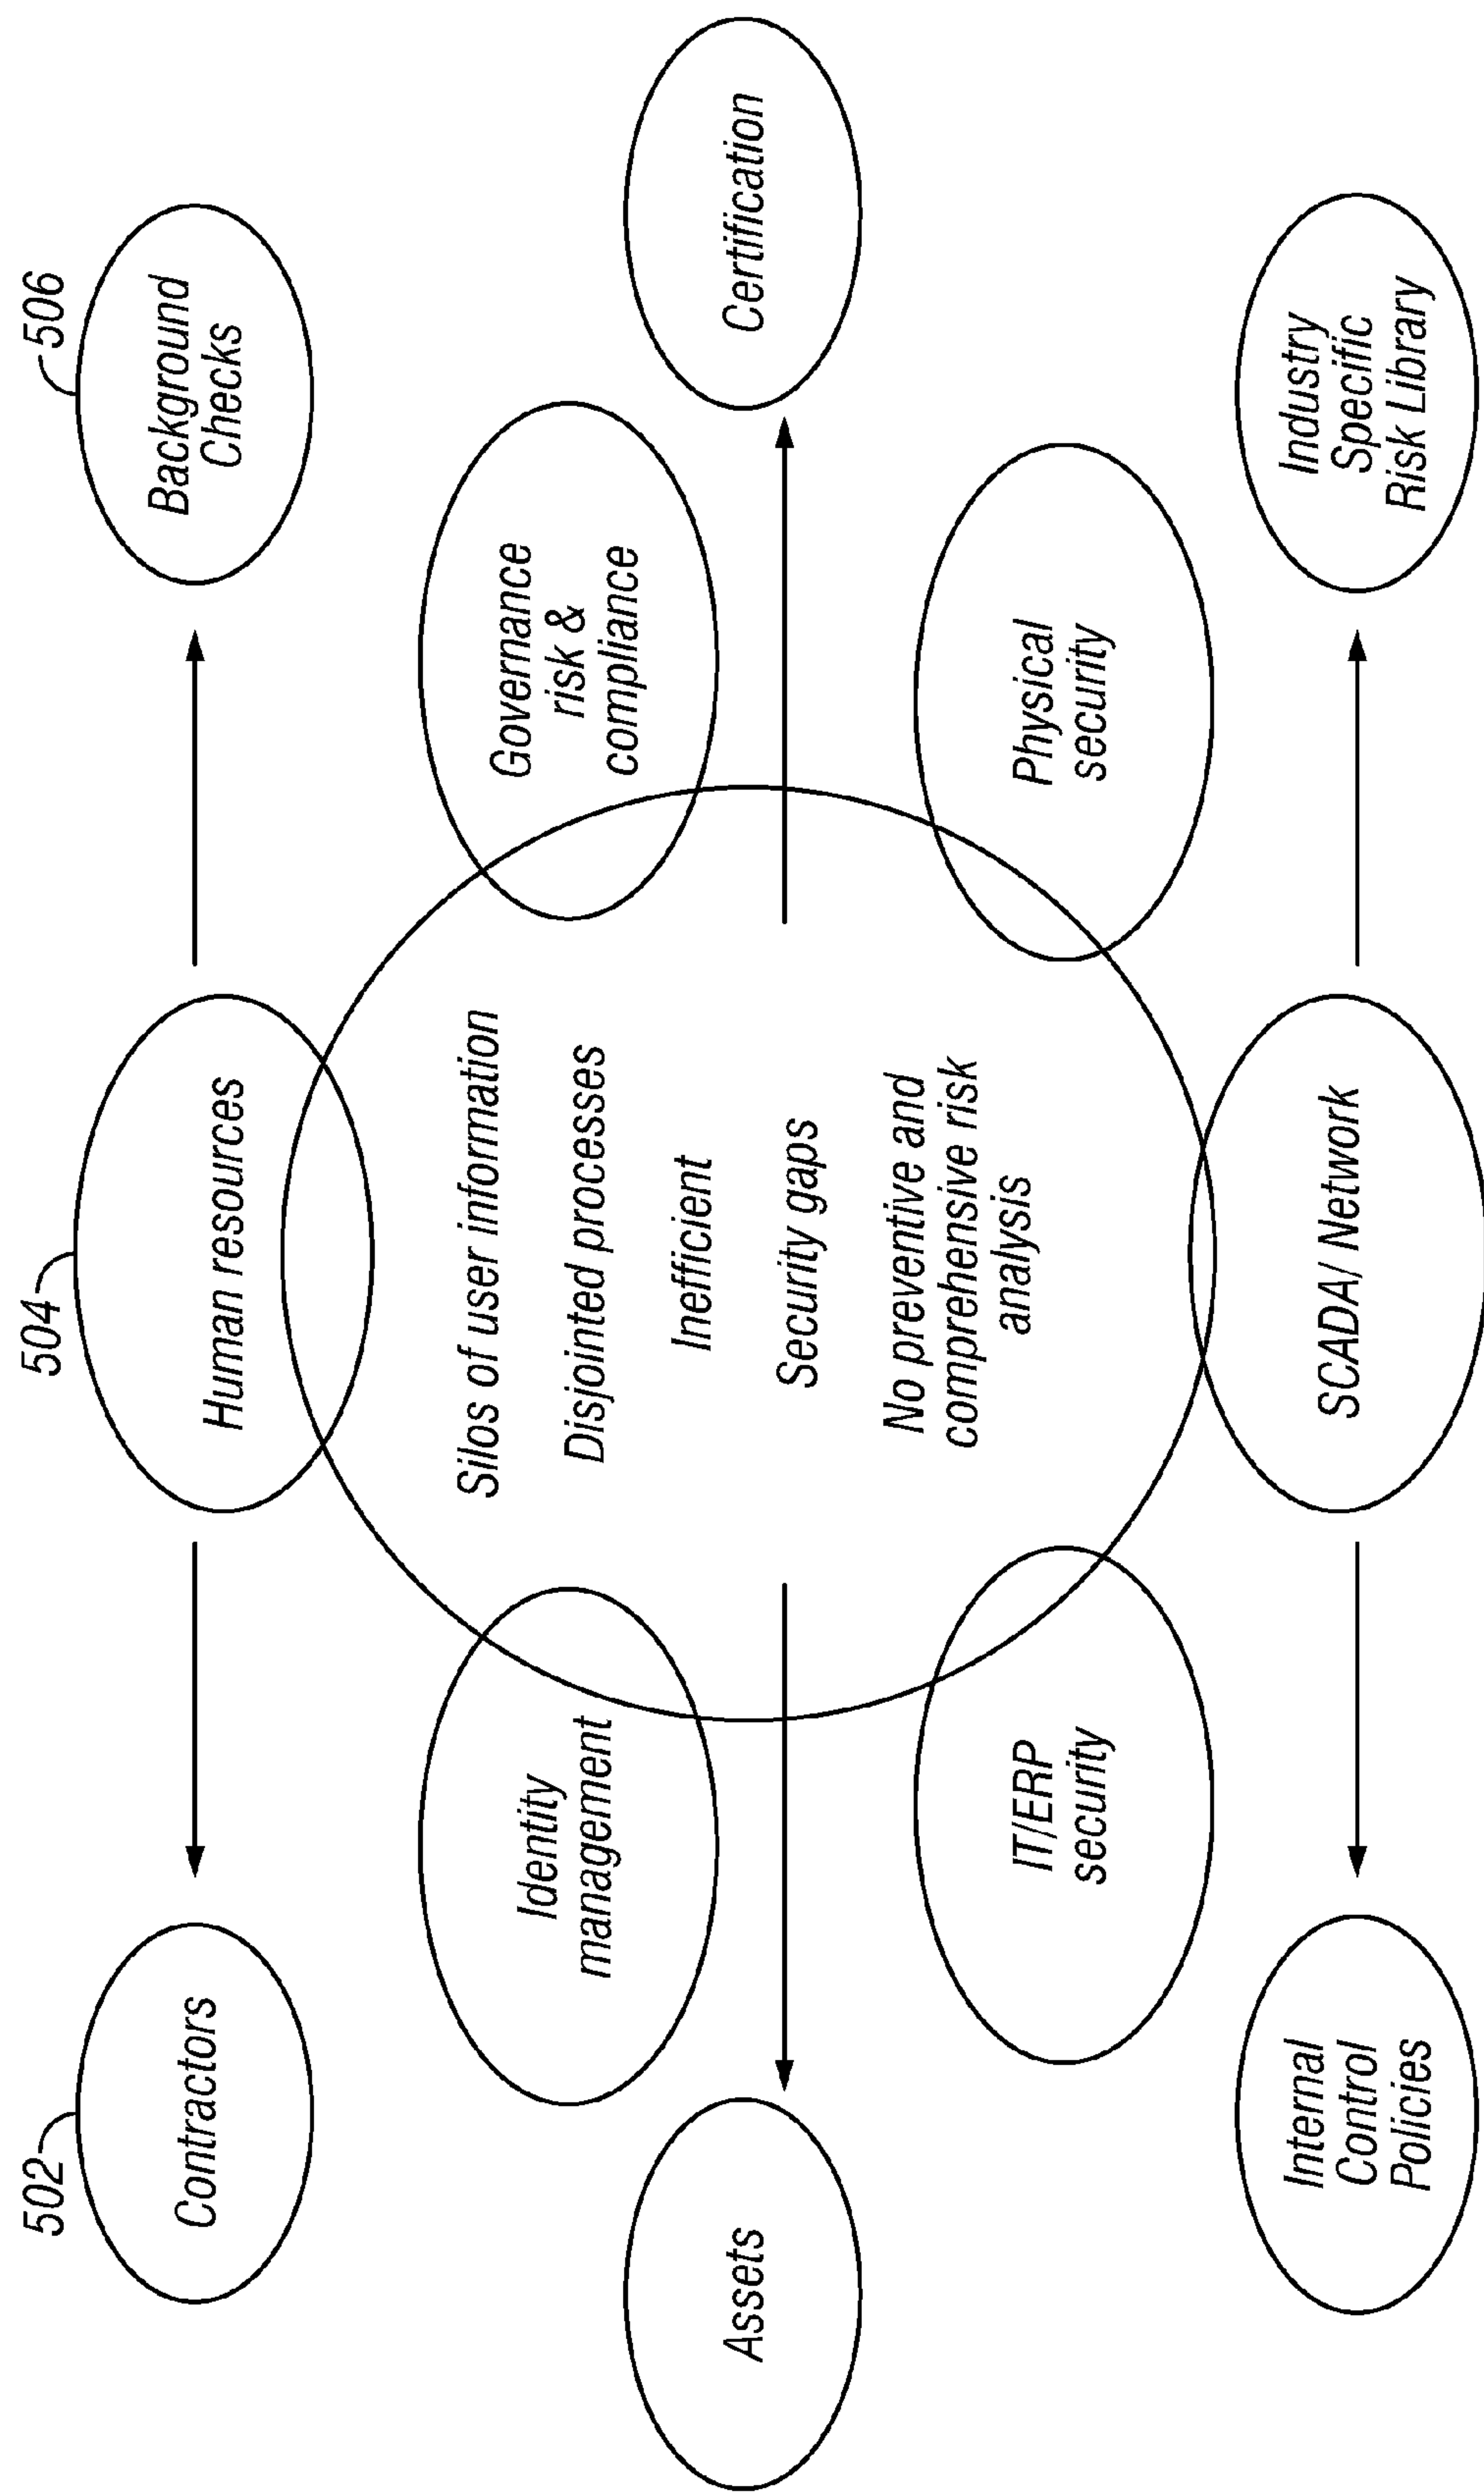 502
504
506
Contractors
Human resources
Background
Checks
Identity
management
Governance
risk &
compliance
Silos of user information
Disjointed processes
Inefficient
Security gaps
No preventive and
comprehensive risk
analysis
Assets
Certification
IT/ERP
security
Physical
security
Internal
Control
Policies
SCADA/ Network
Industry
Specific
Risk Library